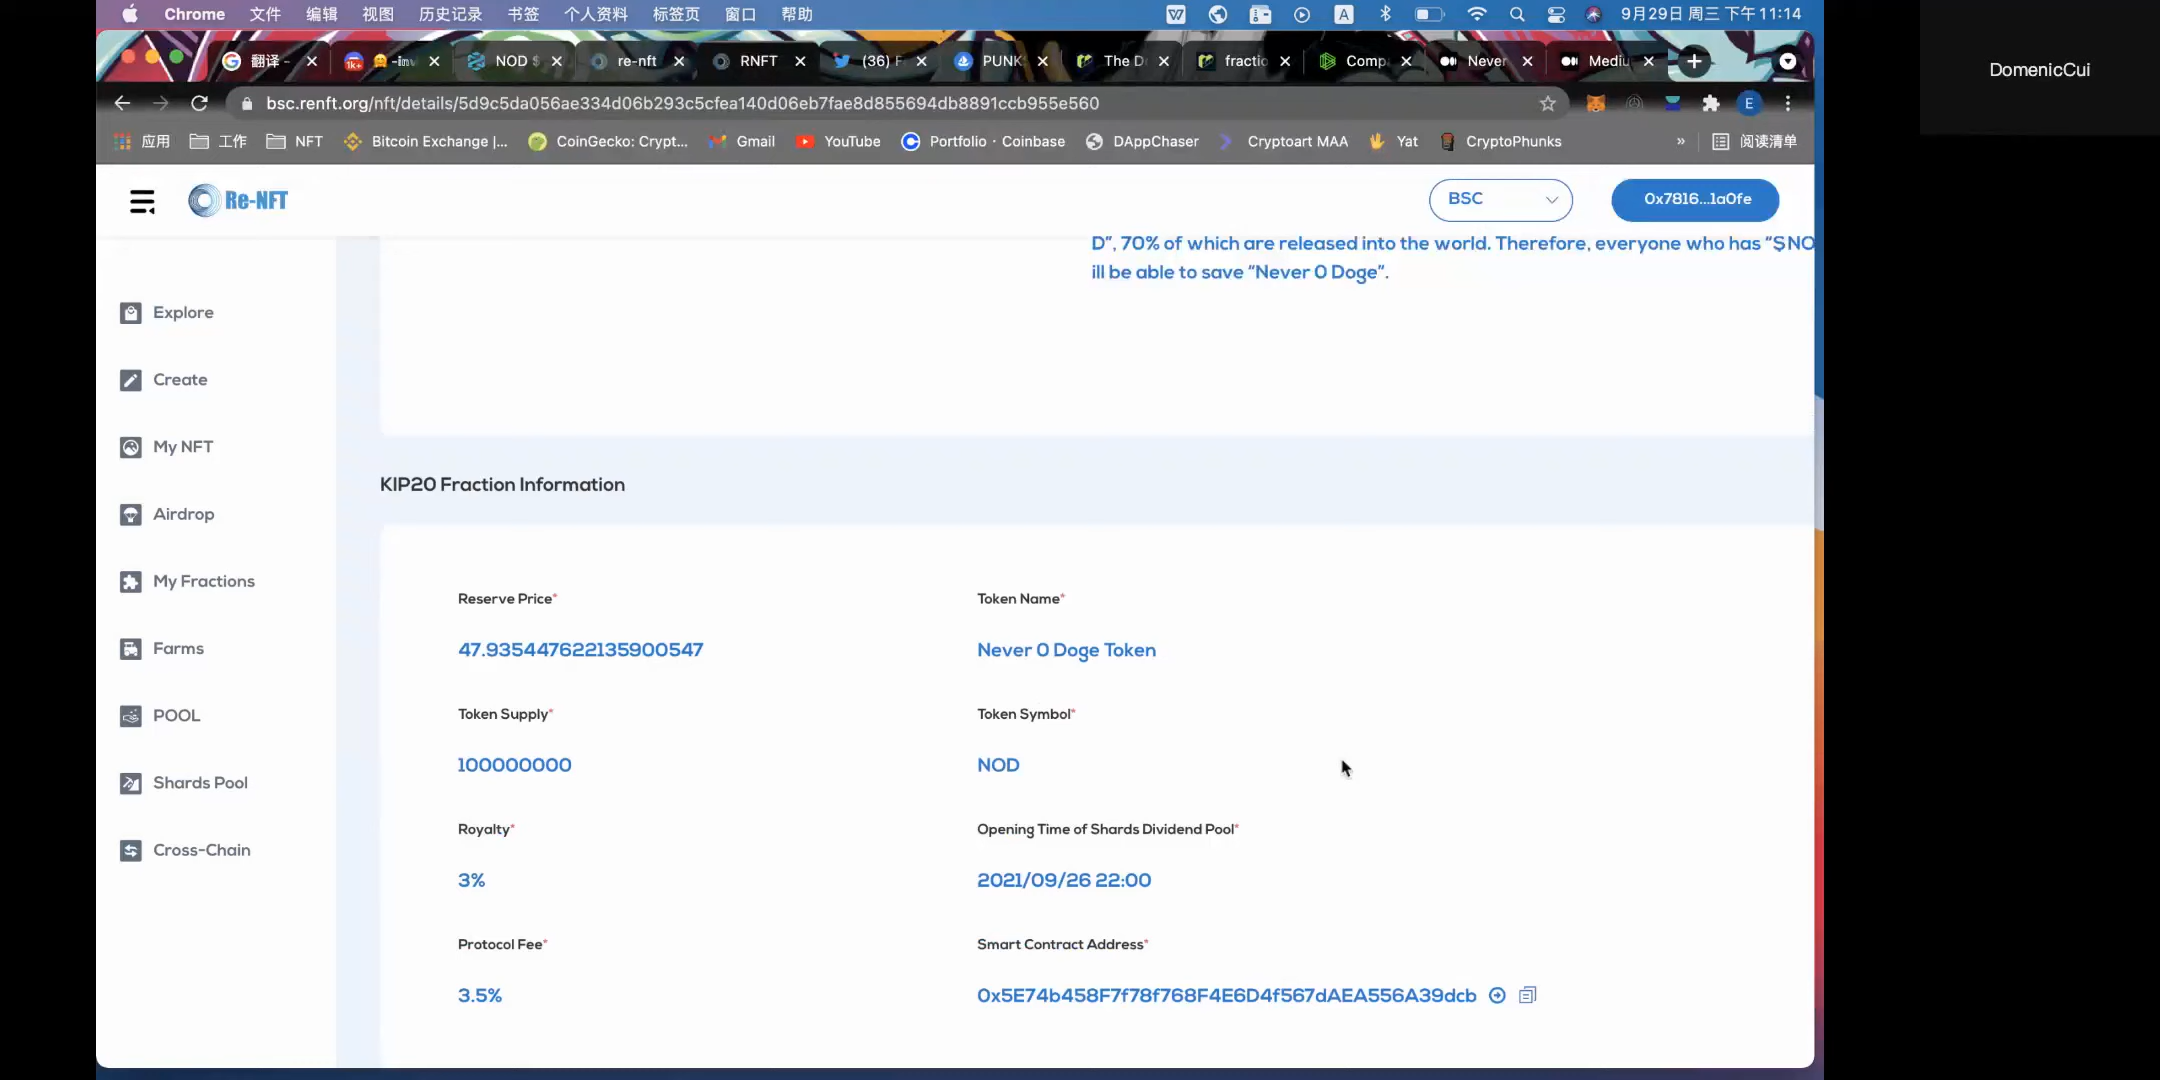 Chrome 文件 编辑 视图 历史记录 书签 个人资料 标签页 窗口 帮助 9月29日 周三 下午11:14
翻译 - NOD $ re-nft RNFT (36) F PUNK The D fractio Comp Never Mediu
bsc.renft.org/nft/details/5d9c5da056ae334d06b293c5cfea140d06eb7fae8d855694db8891ccb955e560
应用 工作 NFT Bitcoin Exchange |... CoinGecko: Crypt... Gmail YouTube Portfolio · Coinbase DAppChaser Cryptoart MAA Yat CryptoPhunks » 阅读清单
DomenicCui
Re-NFT BSC 0x7816...1a0fe
D”, 70% of which are released into the world. Therefore, everyone who has “$NO
ill be able to save “Never 0 Doge”.
Explore
Create
My NFT
Airdrop
My Fractions
Farms
POOL
Shards Pool
Cross-Chain
KIP20 Fraction Information
Reserve Price* Token Name*
47.935447622135900547 Never 0 Doge Token
Token Supply* Token Symbol*
100000000 NOD
Royalty* Opening Time of Shards Dividend Pool*
3% 2021/09/26 22:00
Protocol Fee* Smart Contract Address*
3.5% 0x5E74b458F7f78f768F4E6D4f567dAEA556A39dcb